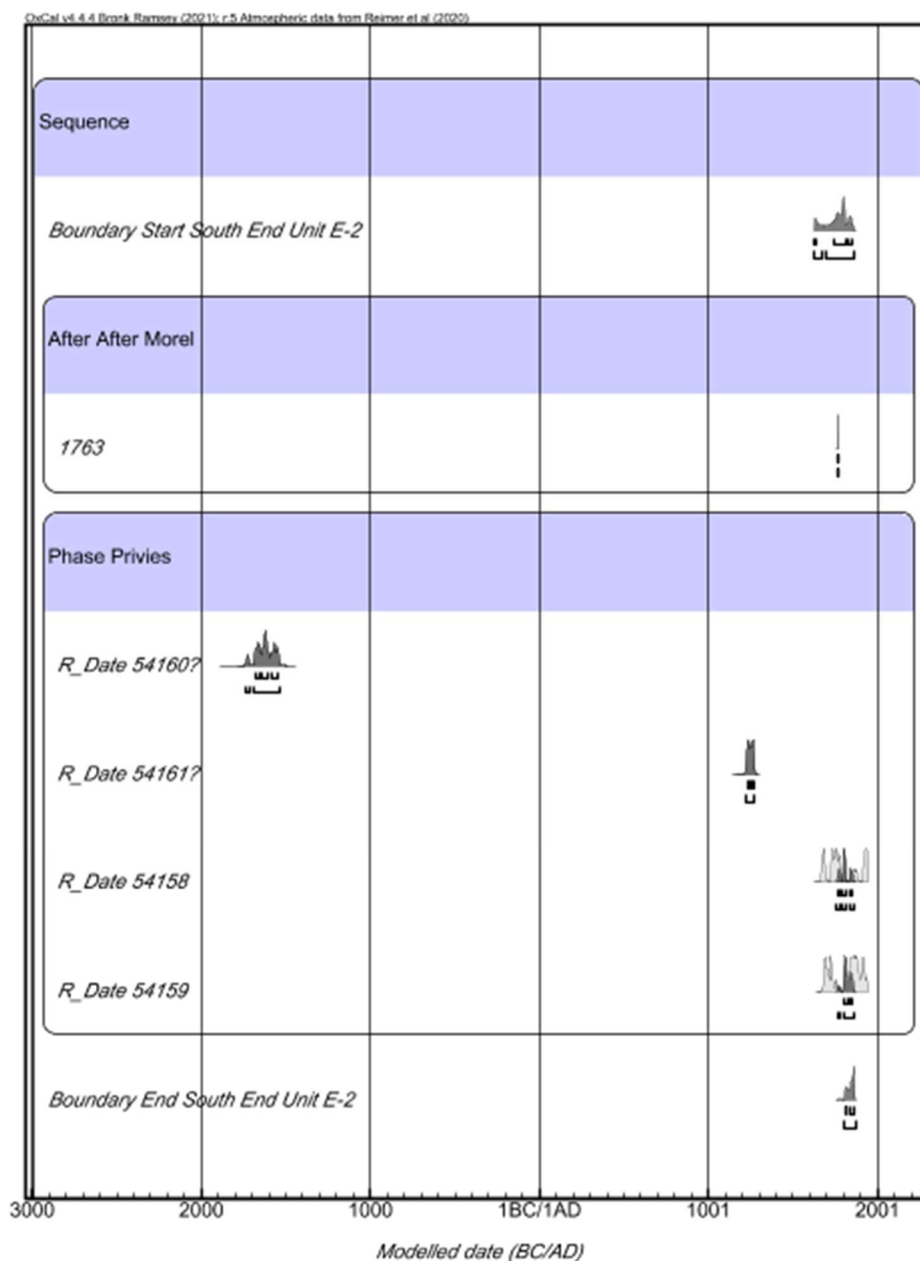 OxCal v4.4.4 Bronk Ramsey (2021); r:5 Atmospheric data from Reimer et al (2020)
Sequence
Boundary Start South End Unit E-2
After After Morel
1763
Phase Privies
R_Date 54160?
R_Date 54161?
R_Date 54158
R_Date 54159
Boundary End South End Unit E-2
3000 2000 1000 1BC/1AD 1001 2001
Modelled date (BC/AD)